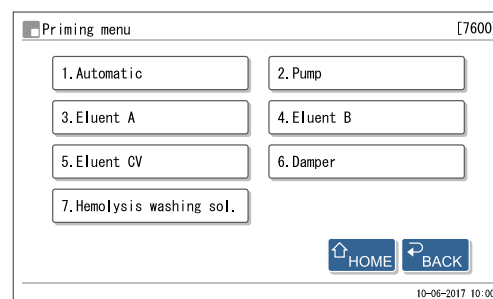 Priming menu [7600
1.Automatic 2.Pump
3.Eluent A 4.Eluent B
5.Eluent CV 6.Damper
7.Hemolysis washing sol.
HOME BACK
10-06-2017 10:00